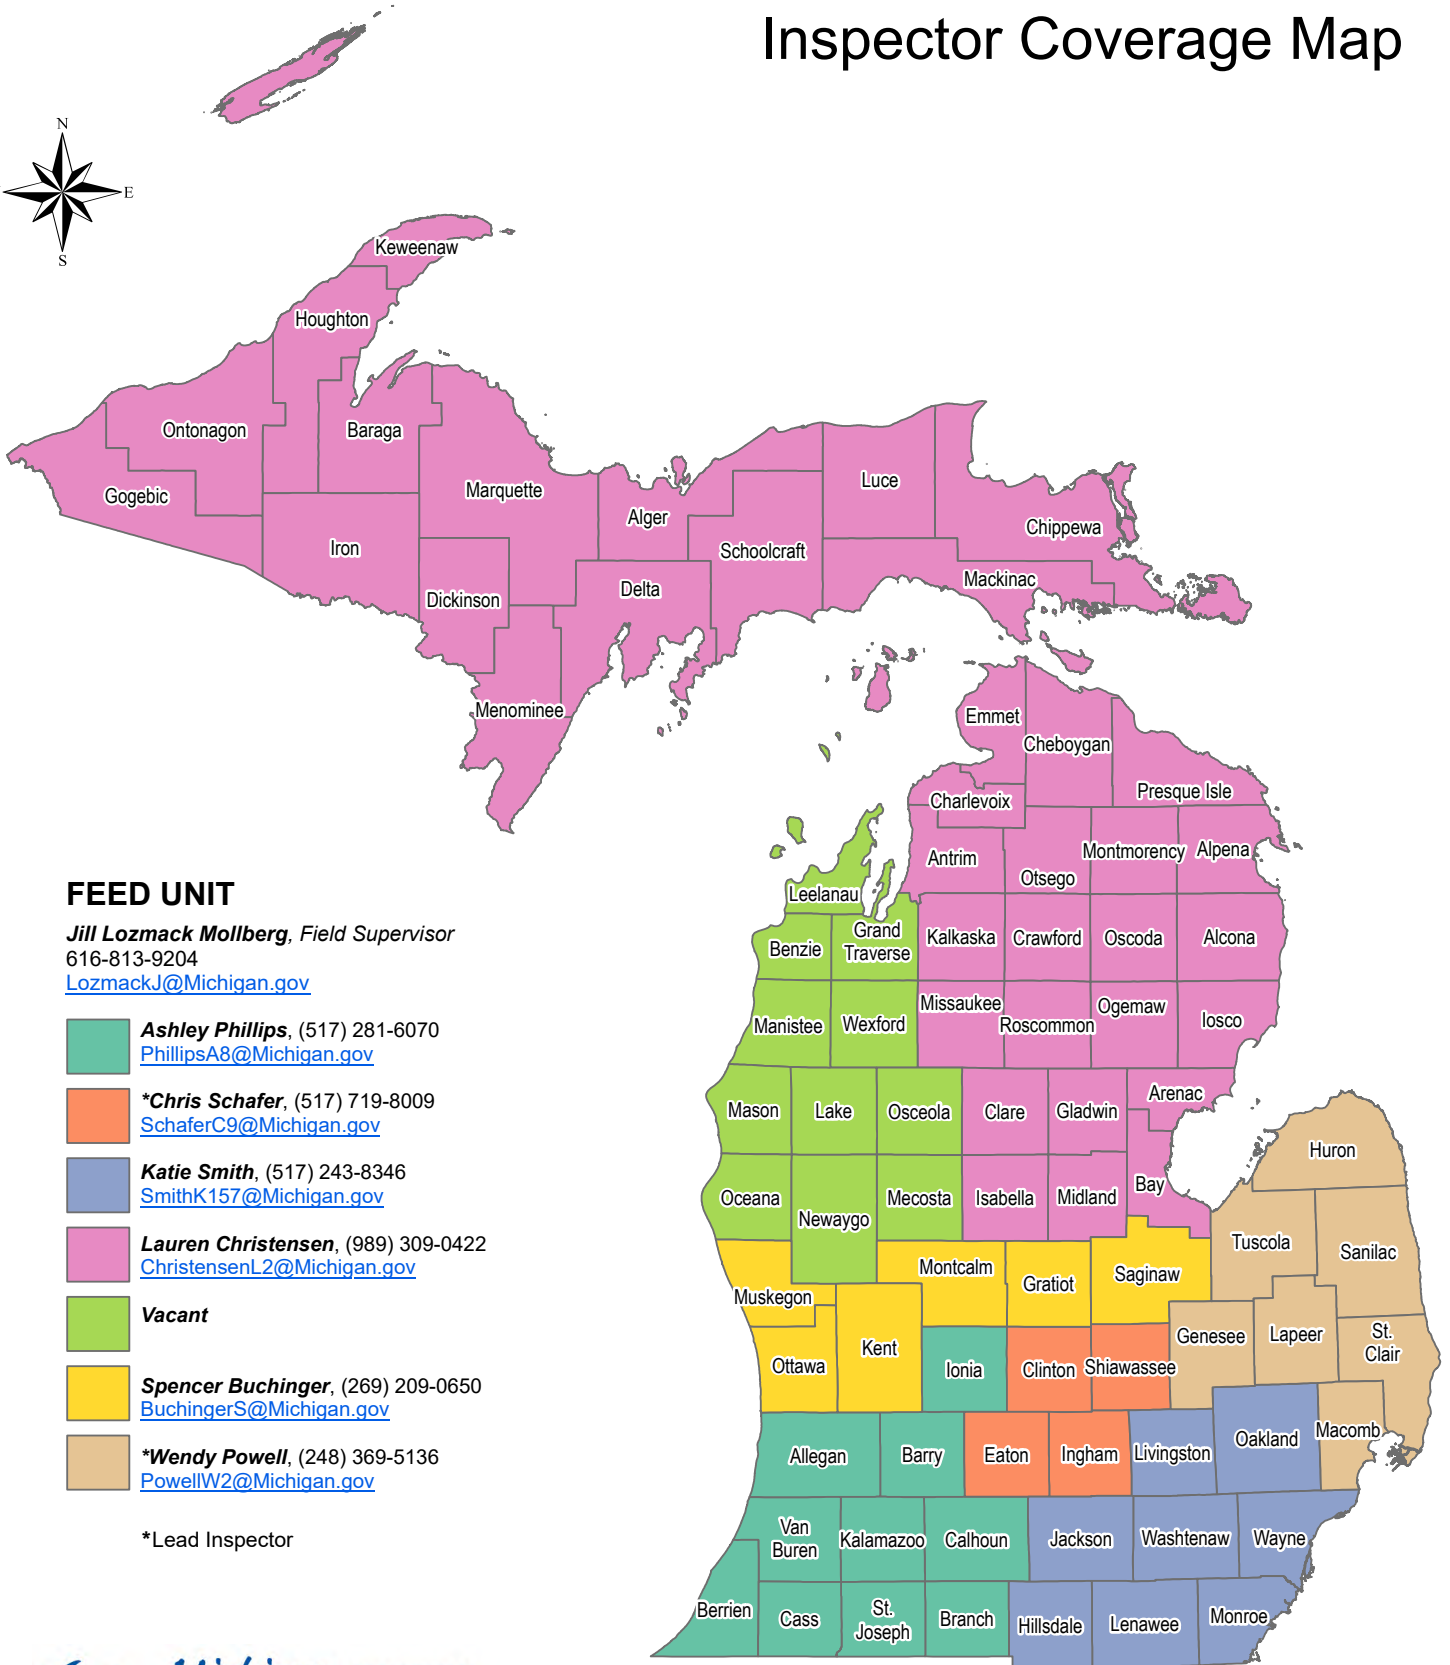 Inspector Coverage Map
N
E
S
Keweenaw
Houghton
Ontonagon
Baraga
Gogebic
Marquette
Luce
Alger
Chippewa
Iron
Schoolcraft
Mackinac
Dickinson
Delta
Menominee
Emmet
Cheboygan
Presque Isle
Charlevoix
Antrim
Otsego
Montmorency
Alpena
Leelanau
Benzie
Grand
Traverse
Kalkaska
Crawford
Oscoda
Alcona
Manistee
Wexford
Missaukee
Roscommon
Ogemaw
Iosco
Mason
Lake
Osceola
Clare
Gladwin
Arenac
Huron
Oceana
Newaygo
Mecosta
Isabella
Midland
Bay
Tuscola
Sanilac
Muskegon
Montcalm
Gratiot
Saginaw
Genesee
Lapeer
St.
Clair
Ottawa
Kent
Ionia
Clinton
Shiawassee
Allegan
Barry
Eaton
Ingham
Livingston
Oakland
Macomb
Van
Buren
Kalamazoo
Calhoun
Jackson
Washtenaw
Wayne
Berrien
Cass
St.
Joseph
Branch
Hillsdale
Lenawee
Monroe
FEED UNIT
Jill Lozmack Mollberg, Field Supervisor
616-813-9204
LozmackJ@Michigan.gov
Ashley Phillips, (517) 281-6070
PhillipsA8@Michigan.gov
*Chris Schafer, (517) 719-8009
SchaferC9@Michigan.gov
Katie Smith, (517) 243-8346
SmithK157@Michigan.gov
Lauren Christensen, (989) 309-0422
ChristensenL2@Michigan.gov
Vacant
Spencer Buchinger, (269) 209-0650
BuchingerS@Michigan.gov
*Wendy Powell, (248) 369-5136
PowellW2@Michigan.gov
*Lead Inspector